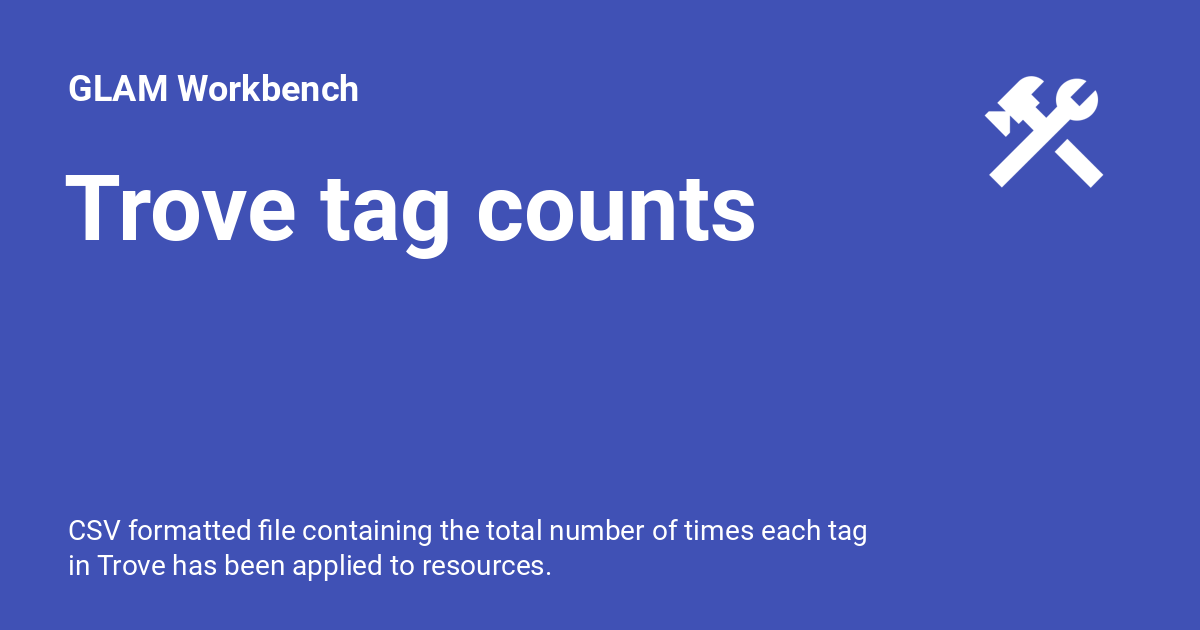 GLAM Workbench
Trove tag counts
CSV formatted file containing the total number of times each tag
in Trove has been applied to resources.